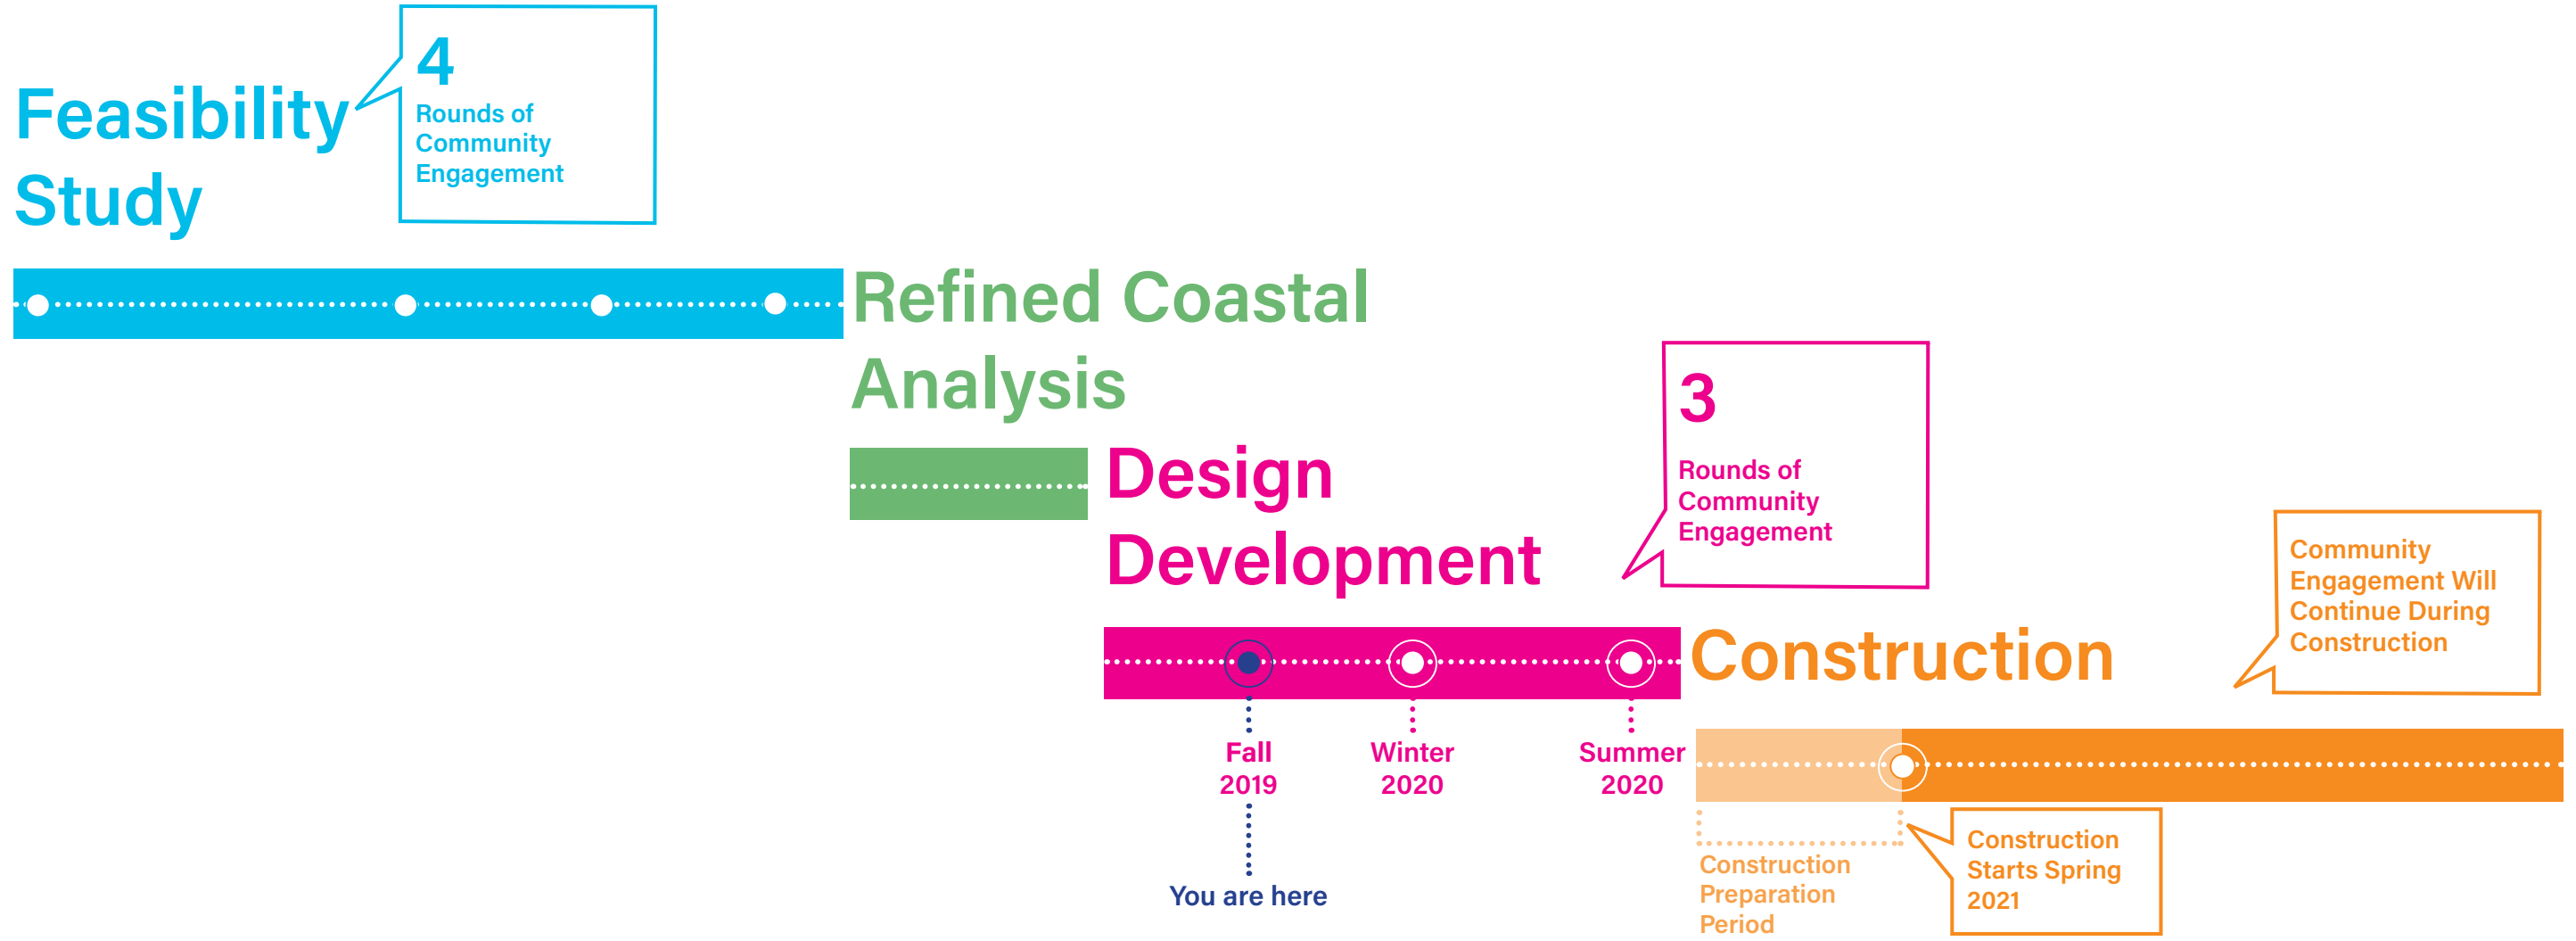 Feasibility
Study
4
Rounds of
Community
Engagement
Refined Coastal
Analysis
Design
Development
3
Rounds of
Community
Engagement
Fall
2019
Winter
2020
Summer
2020
You are here
Construction
Community
Engagement Will
Continue During
Construction
Construction
Preparation
Period
Construction
Starts Spring
2021